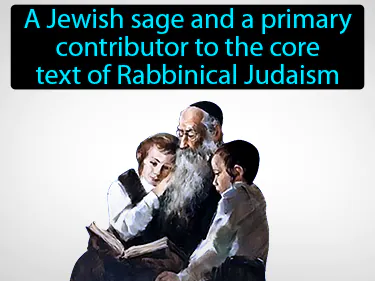 A Jewish sage and a primary
contributor to the core
text of Rabbinical Judaism